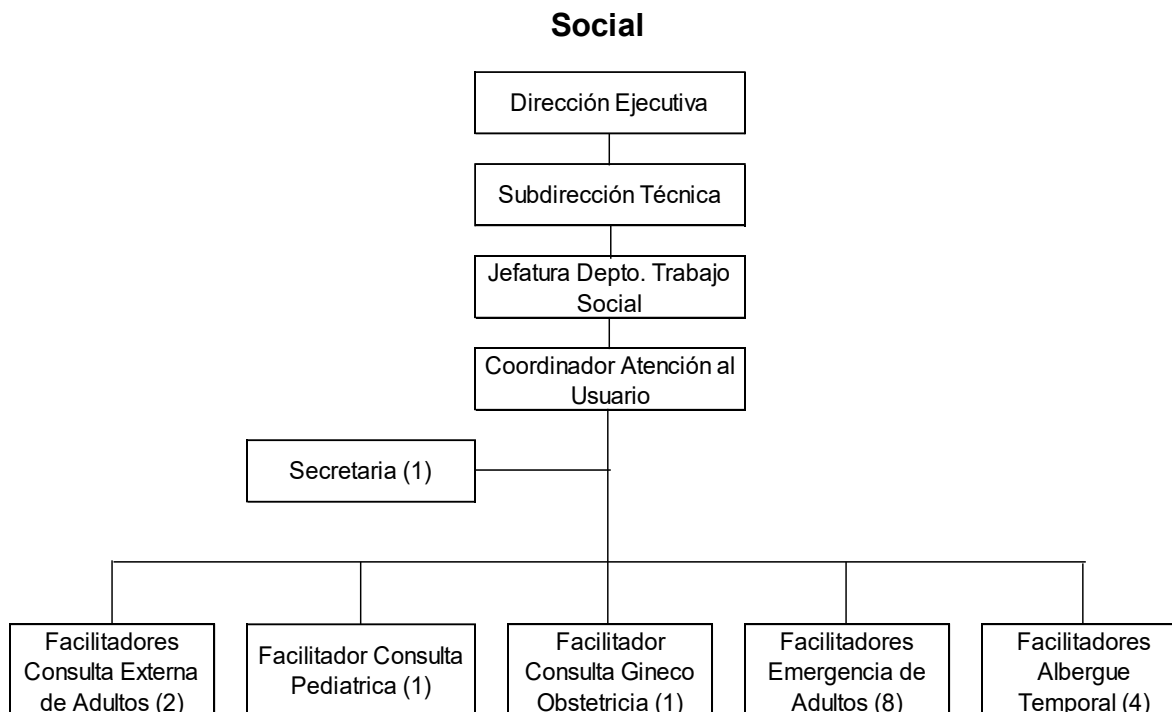 Social
Dirección Ejecutiva
Subdirección Técnica
Jefatura Depto. Trabajo
Social
Coordinador Atención al
Usuario
Secretaria (1)
Facilitadores
Consulta Externa
de Adultos (2)
Facilitador Consulta
Pediatrica (1)
Facilitador
Consulta Gineco
Obstetricia (1)
Facilitadores
Emergencia de
Adultos (8)
Facilitadores
Albergue
Temporal (4)